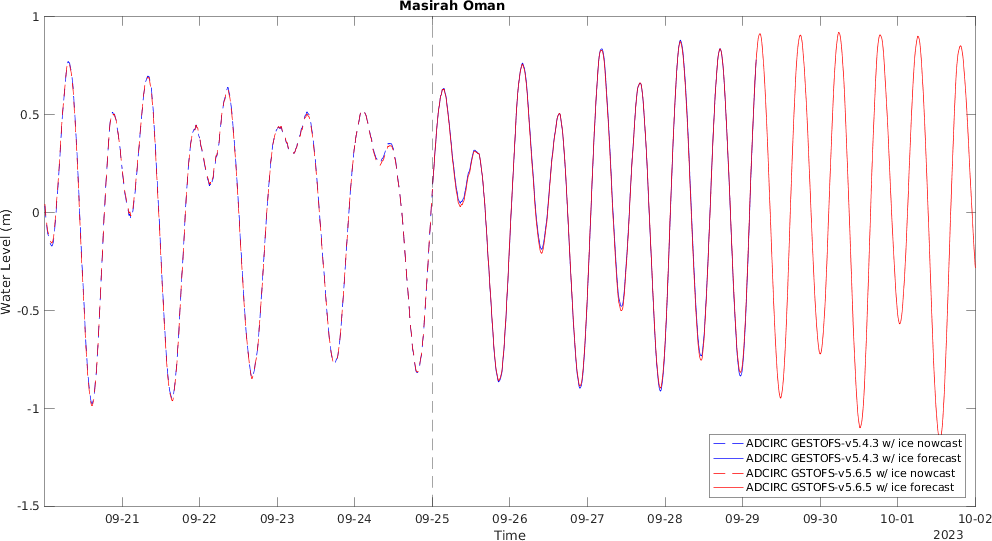 Masirah Oman
Water Level (m)
1
0.5
0
-0.5
-1
-1.5
09-21 09-22 09-23 09-24 09-25 09-26 09-27 09-28 09-29 09-30 10-01 10-02
2023
Time
ADCIRC GESTOFS-v5.4.3 w/ ice nowcast
ADCIRC GESTOFS-v5.4.3 w/ ice forecast
ADCIRC GSTOFS-v5.6.5 w/ ice nowcast
ADCIRC GSTOFS-v5.6.5 w/ ice forecast